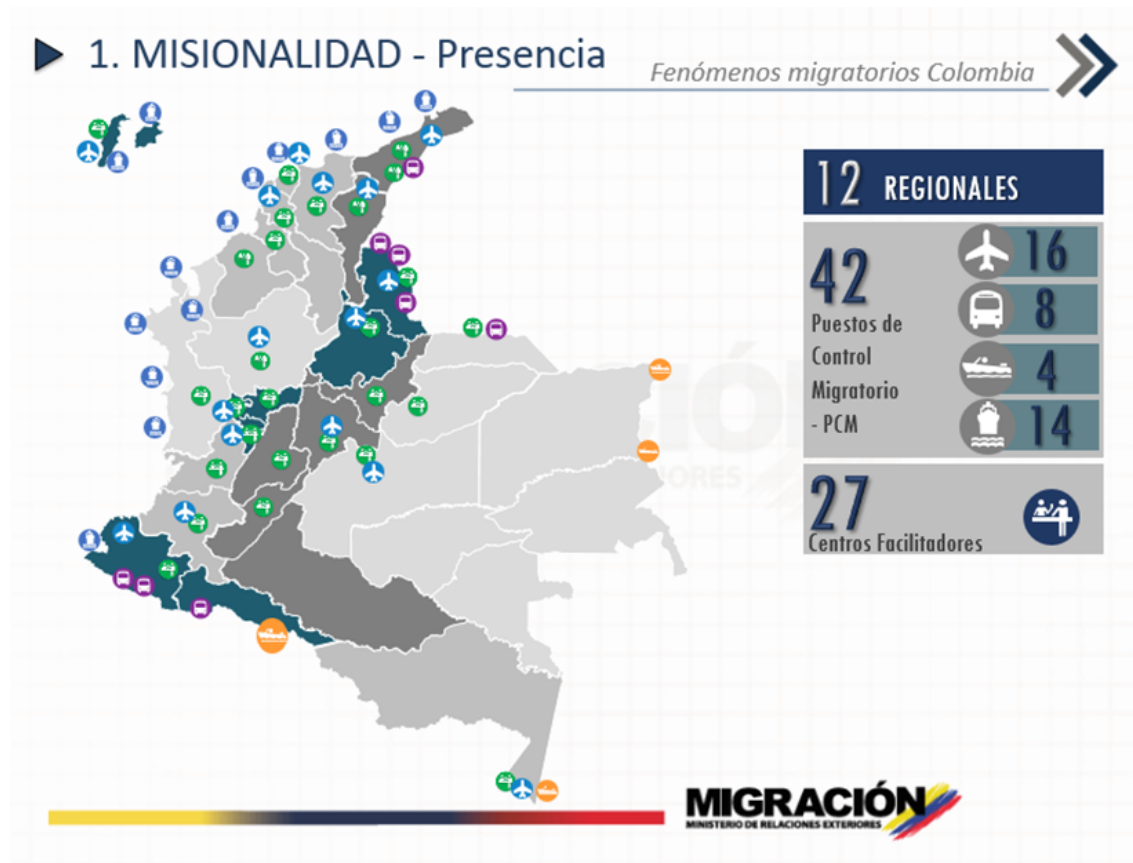 1. MISIONALIDAD - Presencia
Fenómenos migratorios Colombia
12 REGIONALES
42
Puestos de
Control
Migratorio
- PCM
16
8
4
14
27
Centros Facilitadores
MIGRACIÓN
MINISTERIO DE RELACIONES EXTERIORES